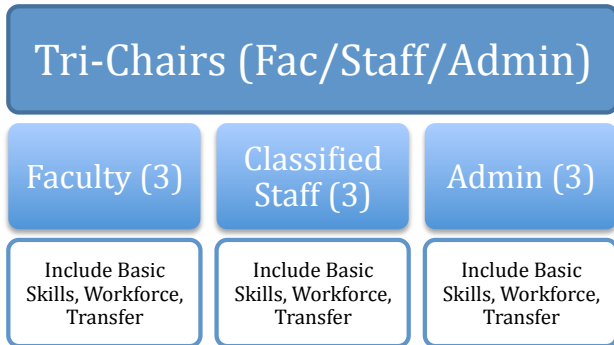 Tri-Chairs (Fac/Staff/Admin)
Faculty (3)
Classified
Staff (3)
Admin (3)
Include Basic
Skills, Workforce,
Transfer
Include Basic
Skills, Workforce,
Transfer
Include Basic
Skills, Workforce,
Transfer